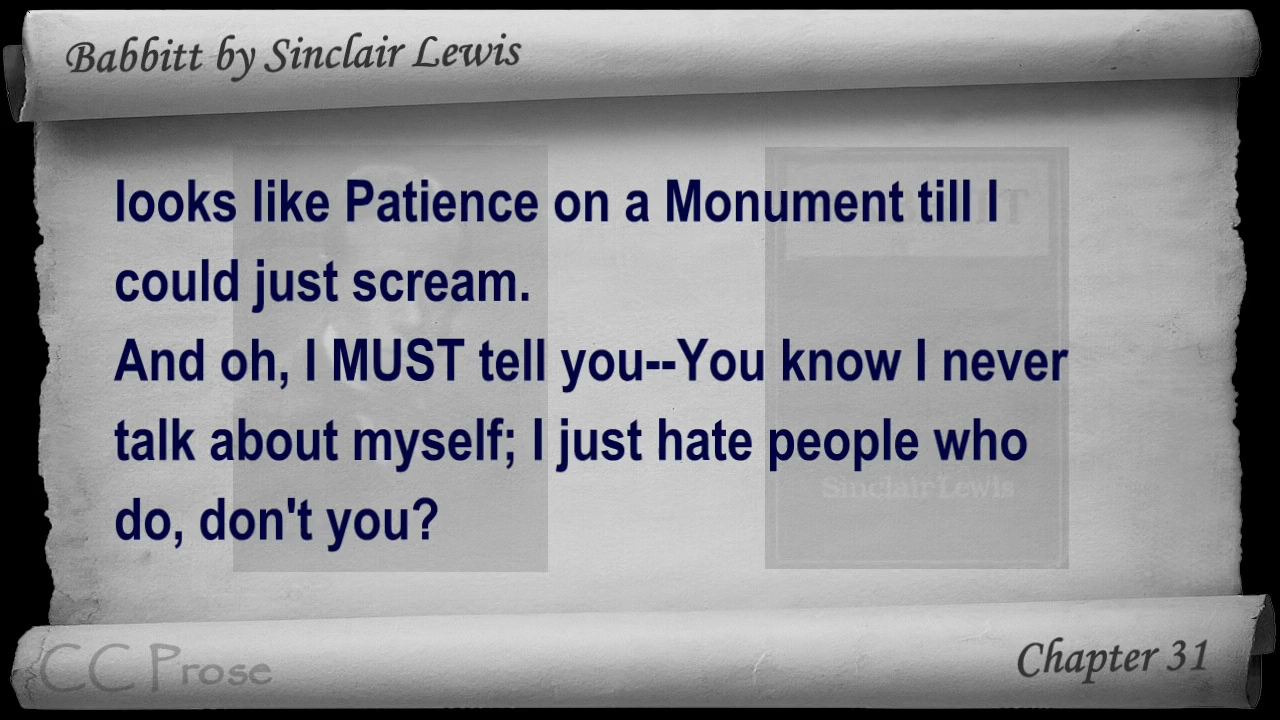 Babbitt by Sinclair Lewis
looks like Patience on a Monument till I
could just scream.
And oh, I MUST tell you--You know I never
talk about myself; I just hate people who
do, don't you?
Sinclair Lewis
CC Prose
Chapter 31